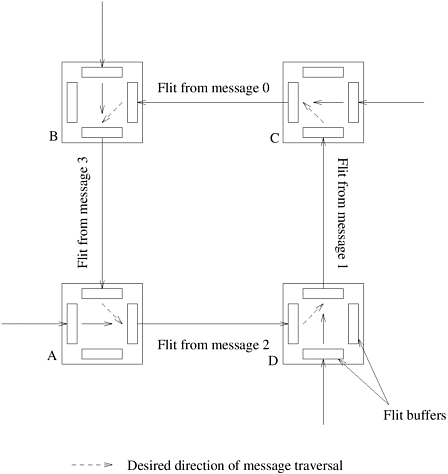 Flit from message 0
B
C
Flit from message 3
Flit from message 1
A
Flit from message 2
D
Flit buffers
Desired direction of message traversal